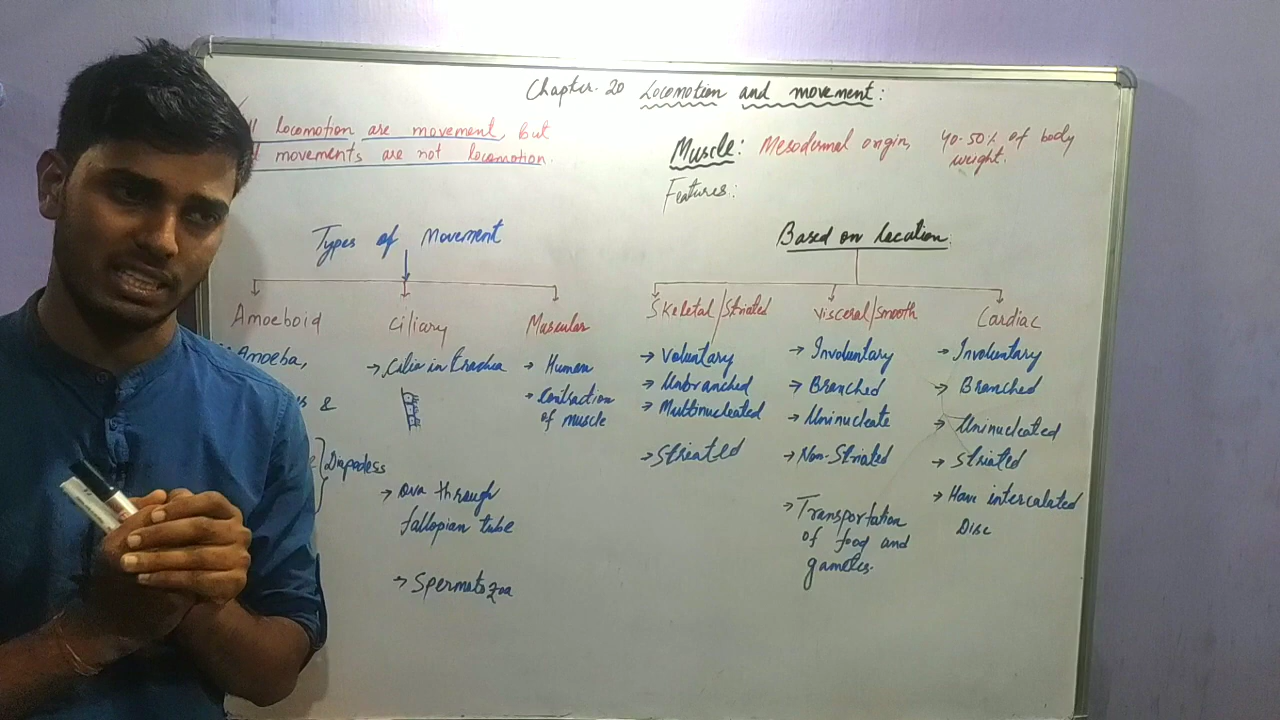 Chapter. 20 Locomotion and movement:
ll locomotion are movement, but
movements are not locomotion.
Muscle: Mesodermal origin, 40-50% of body
weight.
Features:
Types of Movement
Amoeboid
Amoeba,
&
Diapedess
Ciliary
→ Cilia in trachea
→ Ova through
fallopian tube
→ Spermatozoa
Muscular
→ Human
→ Contraction
of muscle
Based on location.
Skeletal/Striated
→ Voluntary
→ Unbranched
→ Multinucleated
→ Striated
Visceral/smooth
→ Involuntary
→ Branched
→ Uninucleate
→ Non-Striated
→ Transportation
of food and
gametes.
Cardiac
→ Involuntary
→ Branched
→ Uninucleated
→ Striated
→ Have intercalated
Disc